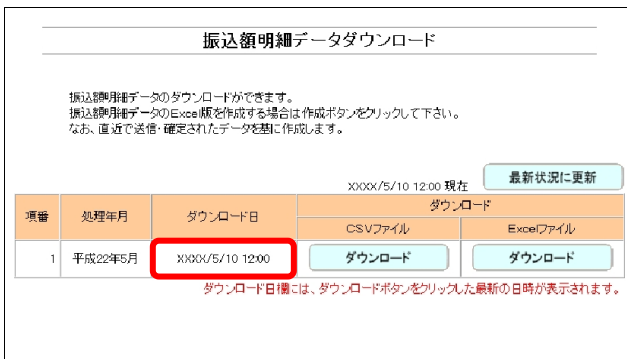 振込額明細データダウンロード
振込額明細データのダウンロードができます。
振込額明細データのExcel版を作成する場合は作成ボタンをクリックして下さい。
なお、直近で送信・確定されたデータを基に作成します。
XXXX/5/10 12:00 現在
最新状況に更新
項番 処理年月 ダウンロード日 ダウンロード
CSVファイル Excelファイル
1 平成22年5月 XXXX/5/10 12:00 ダウンロード ダウンロード
ダウンロード日欄には、ダウンロードボタンをクリックした最新の日時が表示されます。